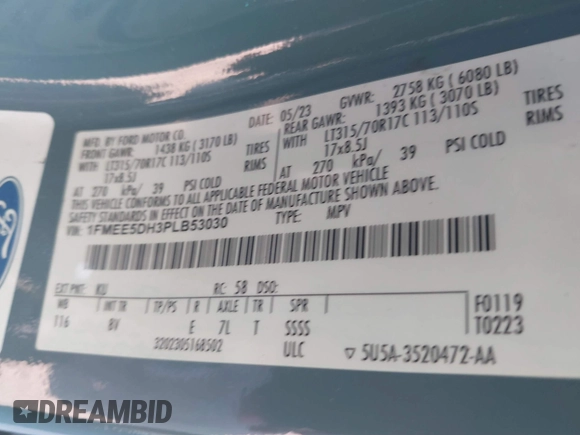 MFD. BY FORD MOTOR CO.
DATE: 05/23 GVWR: 2758 KG ( 6080 LB)
FRONT GAWR: 1438 KG ( 3170 LB) REAR GAWR: 1393 KG ( 3070 LB)
WITH LT315/70R17C 113/110S TIRES WITH LT315/70R17C 113/110S TIRES
17x8.5J RIMS 17x8.5J RIMS
AT 270 kPa/ 39 PSI COLD AT 270 kPa/ 39 PSI COLD
THIS VEHICLE CONFORMS TO ALL APPLICABLE FEDERAL MOTOR VEHICLE
SAFETY STANDARDS IN EFFECT ON THE DATE OF MANUFACTURE SHOWN ABOVE.
VIN: 1FMEE5DH3PLB53030 TYPE: MPV
EXT PNT: KU RC: 58 DSO:
WB INT TR TP/PS R AXLE TR SPR F0119
T16 8V E 7L T SSSS T0223
3202305168502 ULC ▽ 5U5A-3520472-AA
Ford
DREAMBID